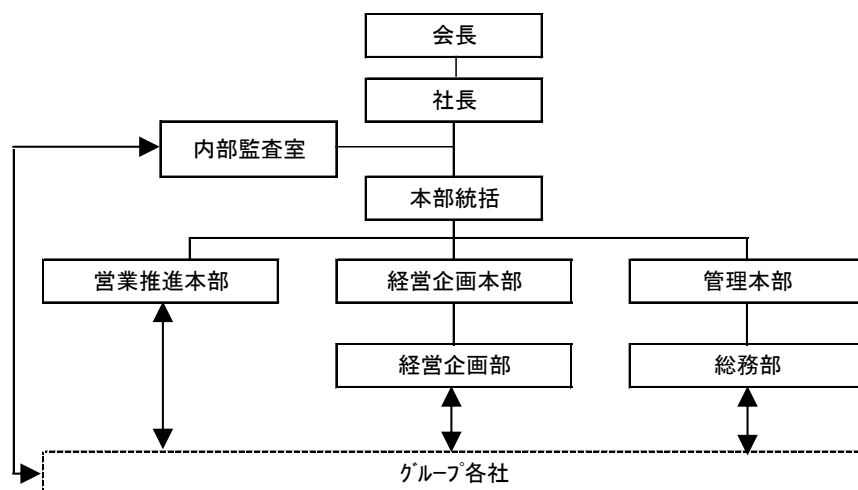 会長
社長
内部監査室
本部統括
営業推進本部
経営企画本部
管理本部
経営企画部
総務部
ｸﾞﾙｰﾌﾟ各社